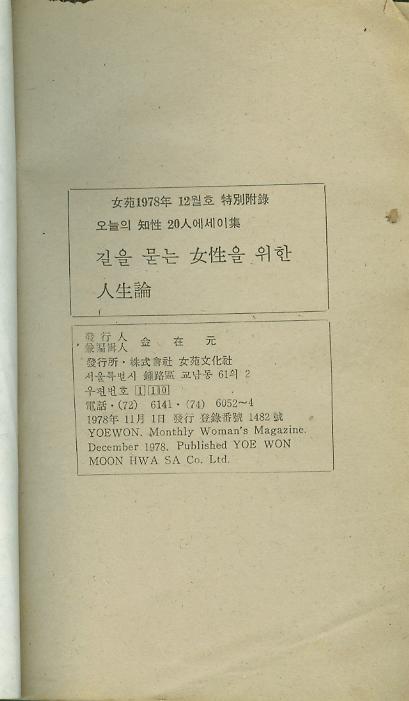 女苑1978年 12월호 特別附錄
오늘의 知性 20人에세이集
길을 묻는 女性을 위한
人生論
發行人
兼編輯人 金在元
發行所·株式會社 女苑文化社
서울특별시 鍾路區 교남동 61의 2
우편번호 110
電話·(72) 6141·(74) 6052~4
1978年 11月 1日 發行 登錄番號 1482號
YOEWON. Monthly Woman's Magazine.
December 1978. Published YOE WON
MOON HWA SA Co. Ltd.